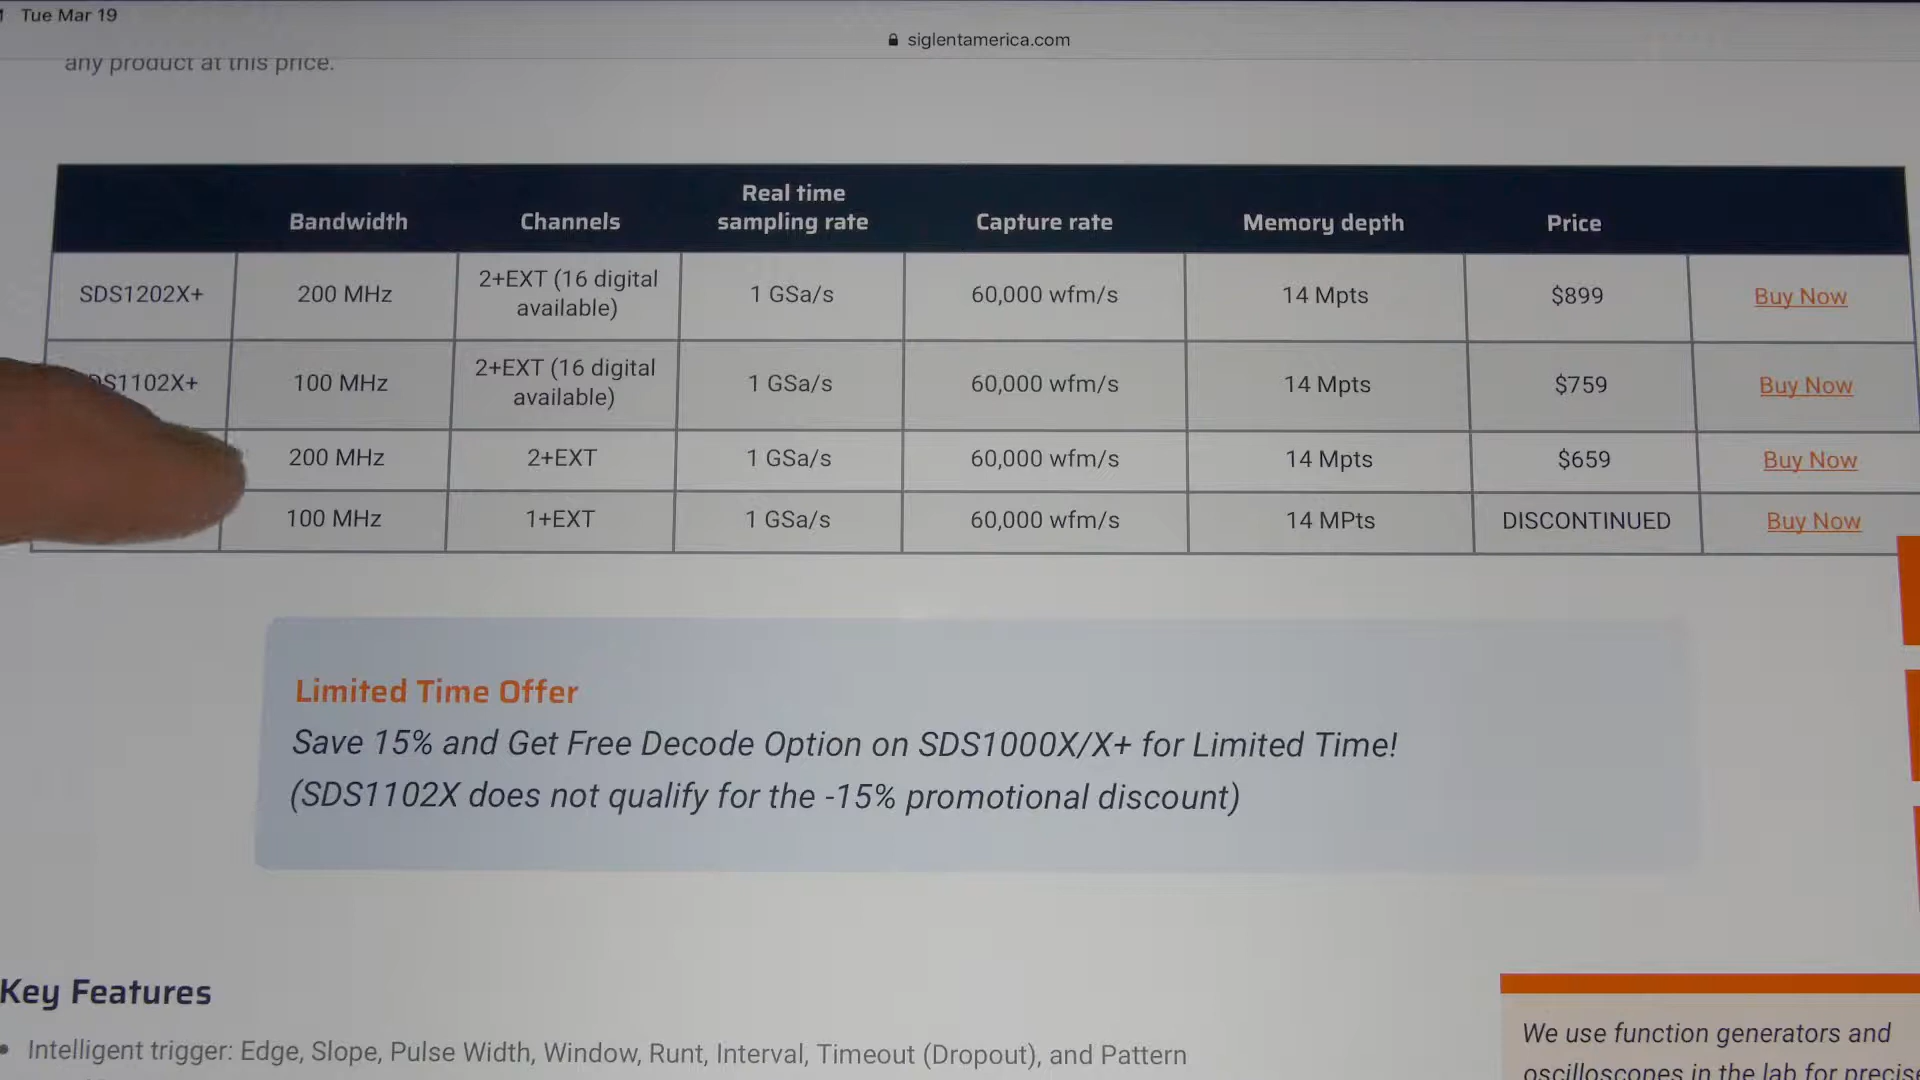 Tue Mar 19
siglentamerica.com
any product at this price.
Bandwidth Channels Real time sampling rate Capture rate Memory depth Price
SDS1202X+ 200 MHz 2+EXT (16 digital available) 1 GSa/s 60,000 wfm/s 14 Mpts $899 Buy Now
DS1102X+ 100 MHz 2+EXT (16 digital available) 1 GSa/s 60,000 wfm/s 14 Mpts $759 Buy Now
200 MHz 2+EXT 1 GSa/s 60,000 wfm/s 14 Mpts $659 Buy Now
100 MHz 1+EXT 1 GSa/s 60,000 wfm/s 14 MPts DISCONTINUED Buy Now
Limited Time Offer
Save 15% and Get Free Decode Option on SDS1000X/X+ for Limited Time!
(SDS1102X does not qualify for the -15% promotional discount)
Key Features
• Intelligent trigger: Edge, Slope, Pulse Width, Window, Runt, Interval, Timeout (Dropout), and Pattern
We use function generators and
oscilloscopes in the lab for precise